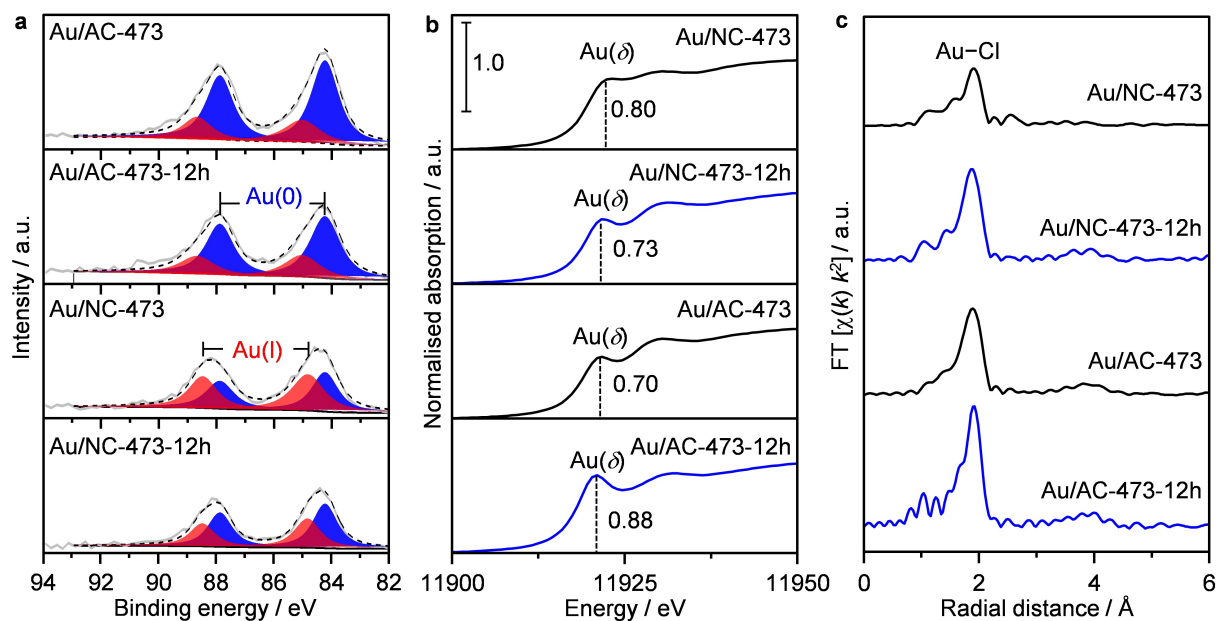 a
Au/AC-473
Au/AC-473-12h
Au(0)
Au/NC-473
Au(I)
Au/NC-473-12h
Intensity / a.u.
94 92 90 88 86 84 82
Binding energy / eV
b
1.0
Au/NC-473
Au(δ)
0.80
Au/NC-473-12h
Au(δ)
0.73
Au/AC-473
Au(δ)
0.70
Au/AC-473-12h
Au(δ)
0.88
Normalised absorption / a.u.
11900 11925 11950
Energy / eV
c
Au−Cl
Au/NC-473
Au/NC-473-12h
Au/AC-473
Au/AC-473-12h
FT [χ(k) k²] / a.u.
0 2 4 6
Radial distance / Å